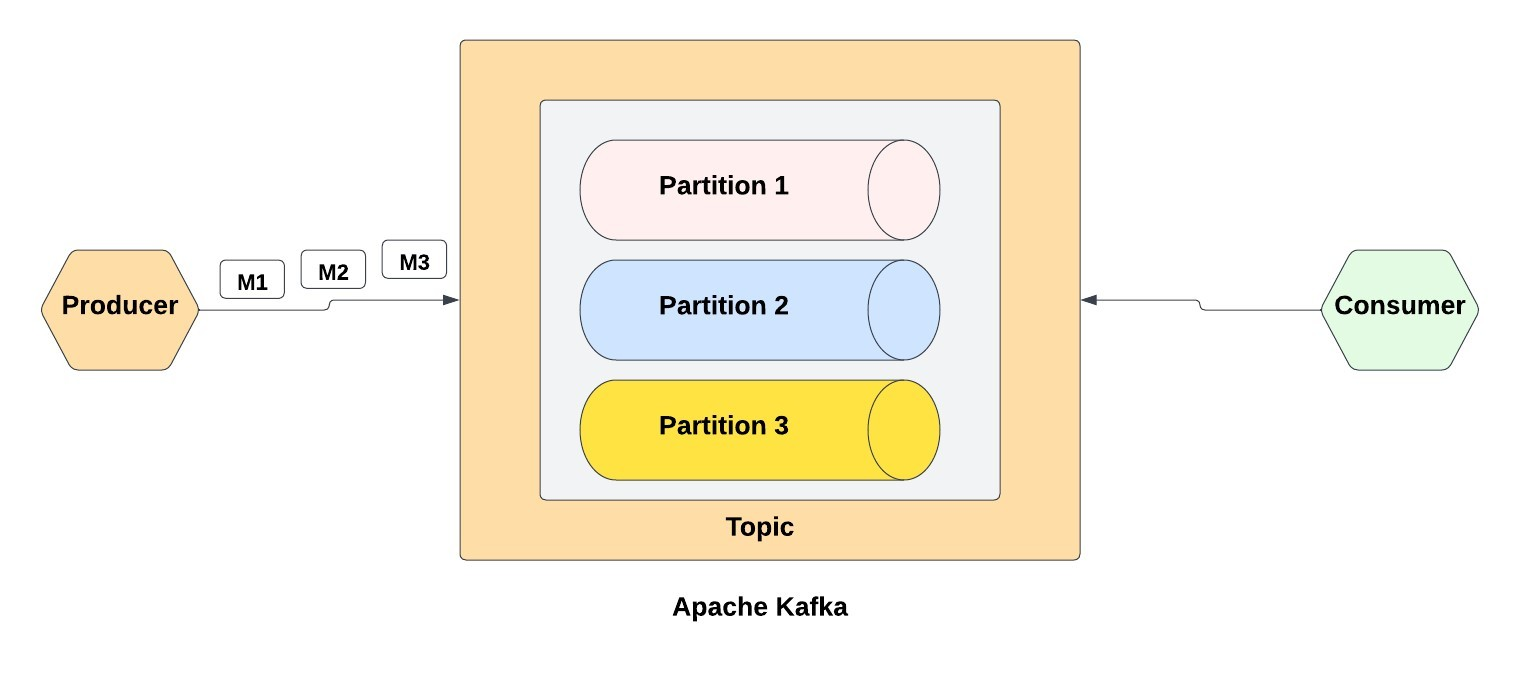 Producer
M1
M2
M3
Partition 1
Partition 2
Partition 3
Topic
Apache Kafka
Consumer